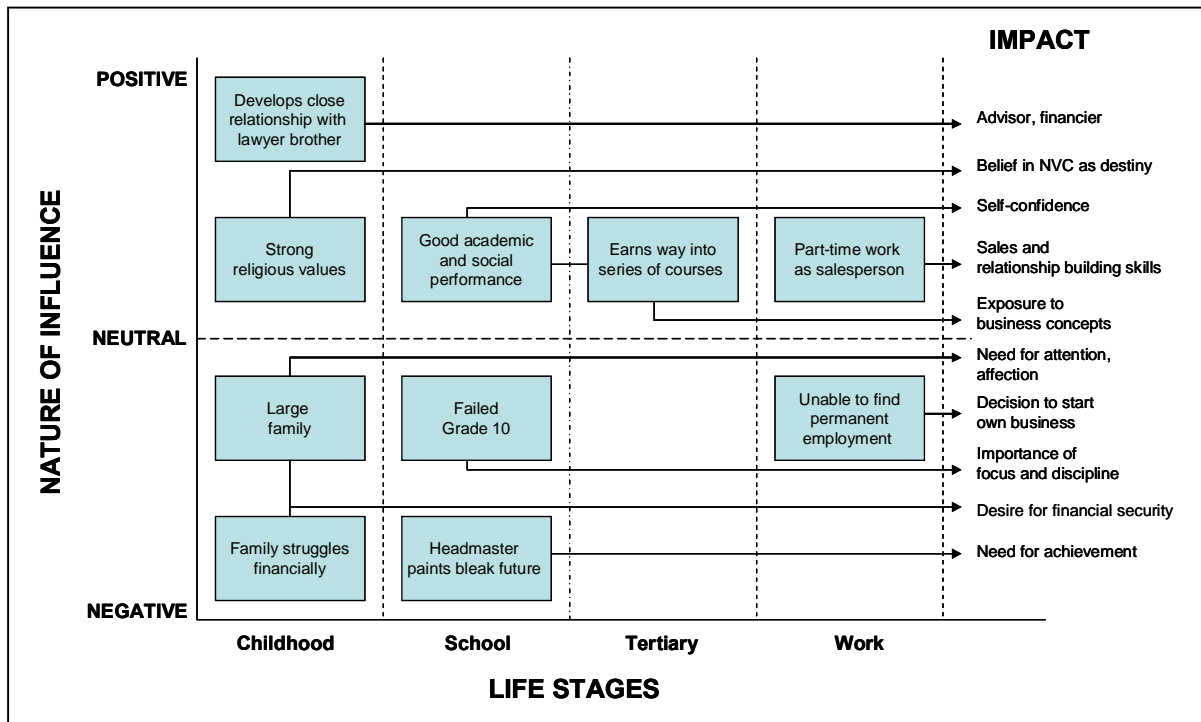 IMPACT
POSITIVE
Develops close
relationship with
lawyer brother
Advisor, financier
Belief in NVC as destiny
Self-confidence
Strong
religious values
Good academic
and social
performance
Earns way into
series of courses
Part-time work
as salesperson
Sales and
relationship building skills
Exposure to
business concepts
NEUTRAL
Need for attention,
affection
Large
family
Failed
Grade 10
Unable to find
permanent
employment
Decision to start
own business
Importance of
focus and discipline
Desire for financial security
Family struggles
financially
Headmaster
paints bleak future
Need for achievement
NEGATIVE
NATURE OF INFLUENCE
Childhood
School
Tertiary
Work
LIFE STAGES